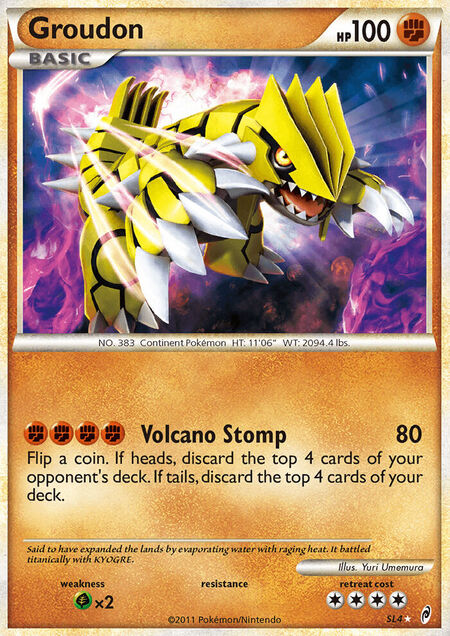 Groudon
HP100
BASIC
NO. 383 Continent Pokémon HT: 11'06" WT: 2094.4 lbs.
Volcano Stomp 80
Flip a coin. If heads, discard the top 4 cards of your
opponent's deck. If tails, discard the top 4 cards of your
deck.
Said to have expanded the lands by evaporating water with raging heat. It battled
titanically with KYOGRE.
Illus. Yuri Umemura
weakness resistance retreat cost
×2
SL4
©2011 Pokémon/Nintendo